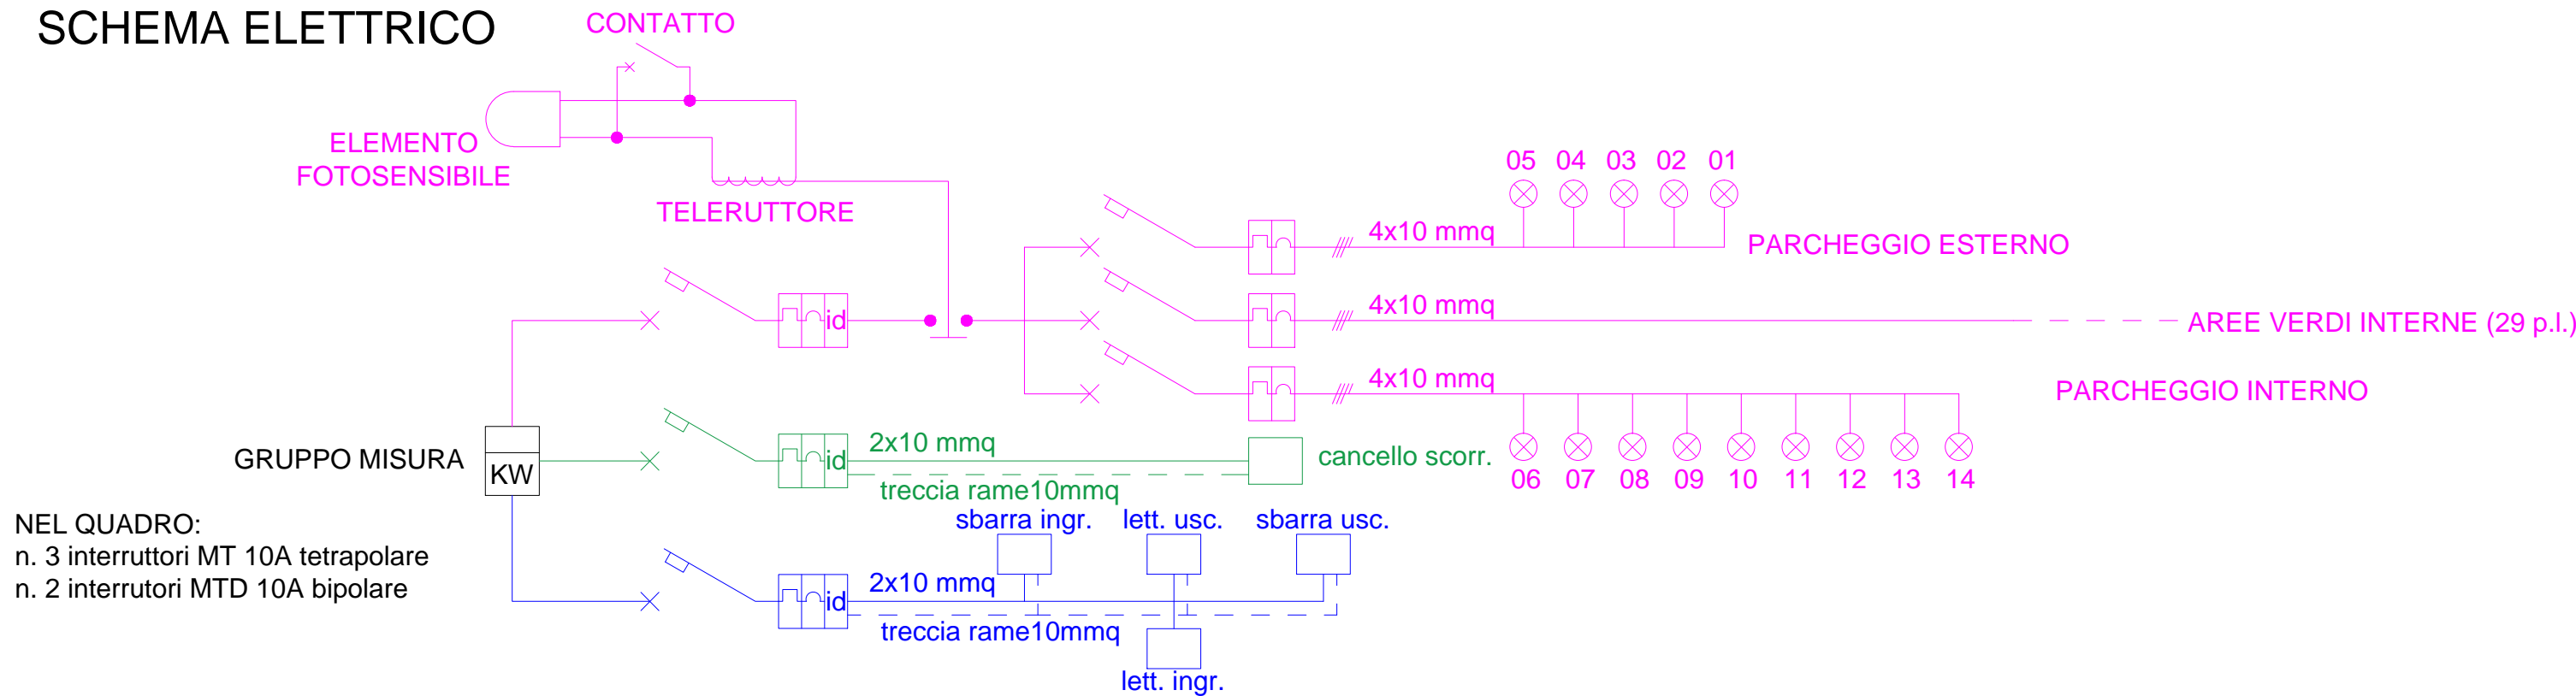 SCHEMA ELETTRICO
CONTATTO
ELEMENTO
FOTOSENSIBILE
TELERUTTORE
05 04 03 02 01
4x10 mmq
PARCHEGGIO ESTERNO
id
4x10 mmq
AREE VERDI INTERNE (29 p.l.)
4x10 mmq
PARCHEGGIO INTERNO
06 07 08 09 10 11 12 13 14
GRUPPO MISURA
KW
id
2x10 mmq
cancello scorr.
treccia rame10mmq
NEL QUADRO:
n. 3 interruttori MT 10A tetrapolare
n. 2 interrutori MTD 10A bipolare
sbarra ingr.
lett. usc.
sbarra usc.
id
2x10 mmq
treccia rame10mmq
lett. ingr.